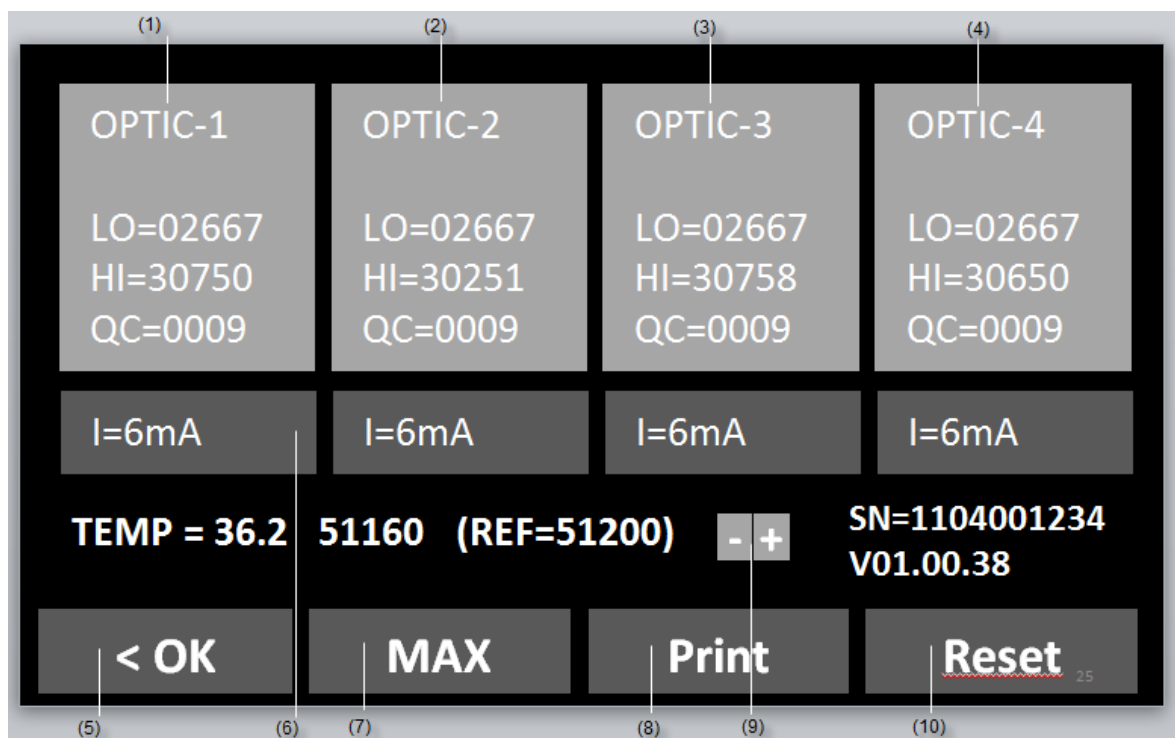 (1) (2) (3) (4)
OPTIC-1
LO=02667
HI=30750
QC=0009
OPTIC-2
LO=02667
HI=30251
QC=0009
OPTIC-3
LO=02667
HI=30758
QC=0009
OPTIC-4
LO=02667
HI=30650
QC=0009
I=6mA I=6mA I=6mA I=6mA
TEMP = 36.2 51160 (REF=51200) - +
SN=1104001234
V01.00.38
< OK MAX Print Reset
25
(5) (6) (7) (8) (9) (10)